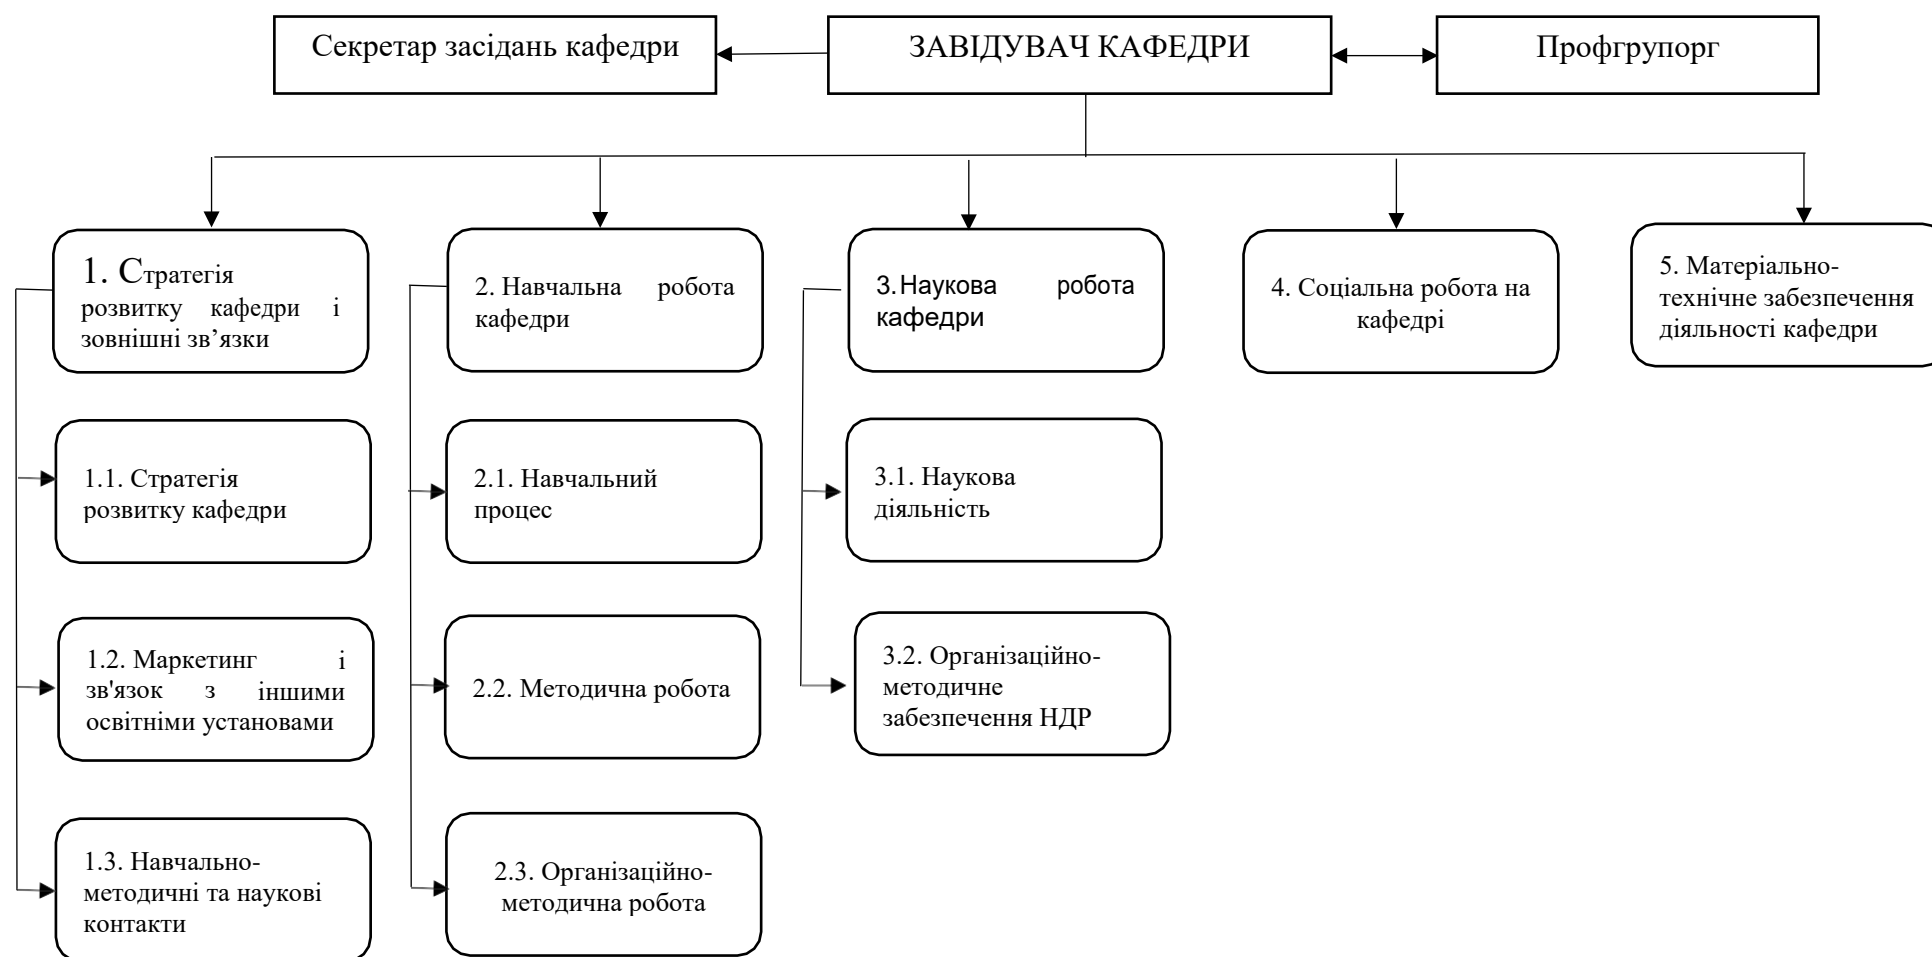 Секретар засідань кафедри
ЗАВІДУВАЧ КАФЕДРИ
Профгрупорг
1. Стратегія
розвитку кафедри і
зовнішні зв’язки
2. Навчальна робота
кафедри
3.Наукова робота
кафедри
4. Соціальна робота на
кафедрі
5. Матеріально-
технічне забезпечення
діяльності кафедри
1.1. Стратегія
розвитку кафедри
2.1. Навчальний
процес
3.1. Наукова
діяльність
1.2. Маркетинг і
зв'язок з іншими
освітніми установами
2.2. Методична робота
3.2. Організаційно-
методичне
забезпечення НДР
1.3. Навчально-
методичні та наукові
контакти
2.3. Організаційно-
методична робота